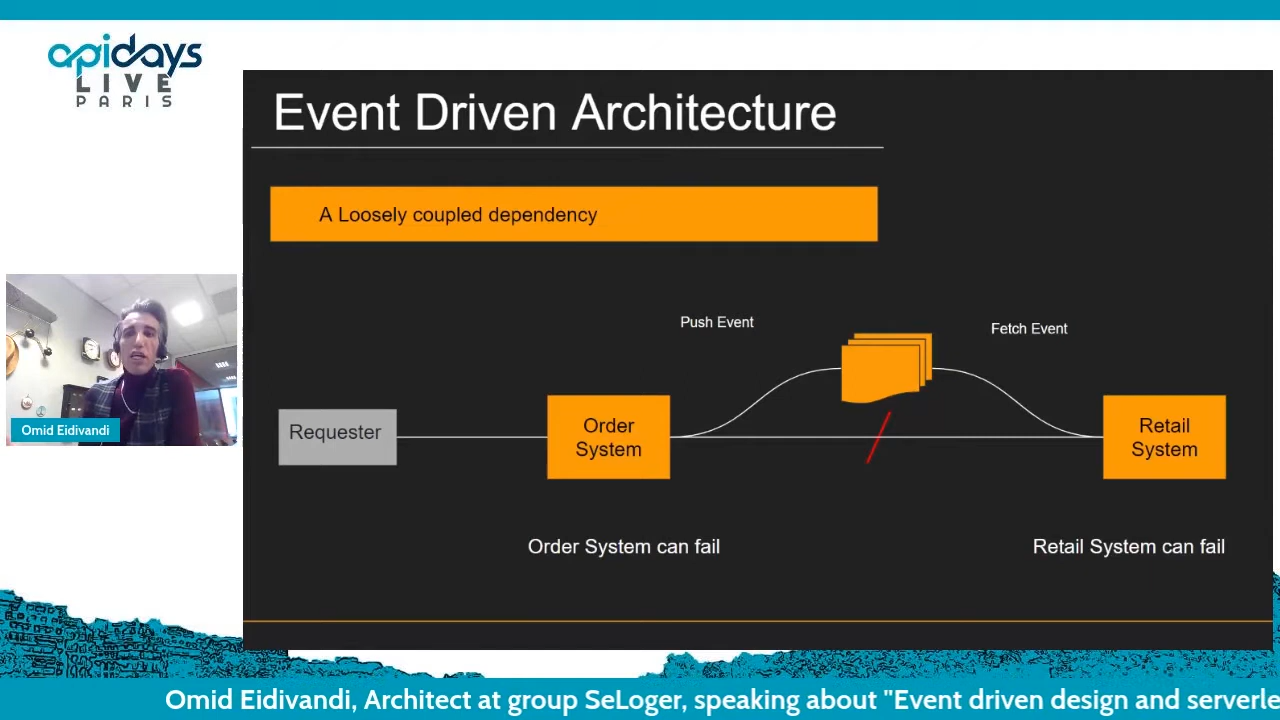 apidays
LIVE
PARIS
Event Driven Architecture
A Loosely coupled dependency
Push Event
Fetch Event
Requester
Order
System
Retail
System
Order System can fail
Retail System can fail
Omid Eidivandi
Omid Eidivandi, Architect at group SeLoger, speaking about "Event driven design and serverle